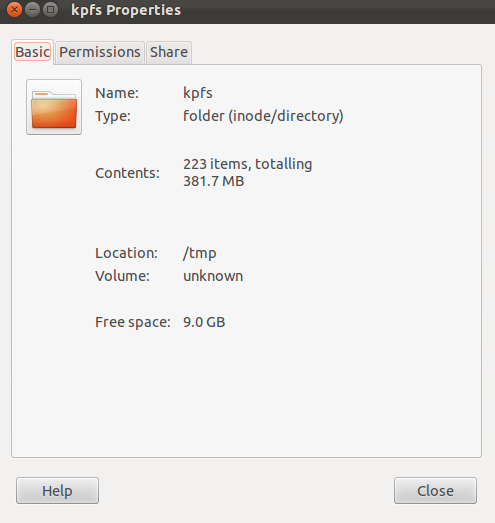 kpfs Properties
Basic Permissions Share
Name: kpfs
Type: folder (inode/directory)
Contents: 223 items, totalling
381.7 MB
Location: /tmp
Volume: unknown
Free space: 9.0 GB
Help Close